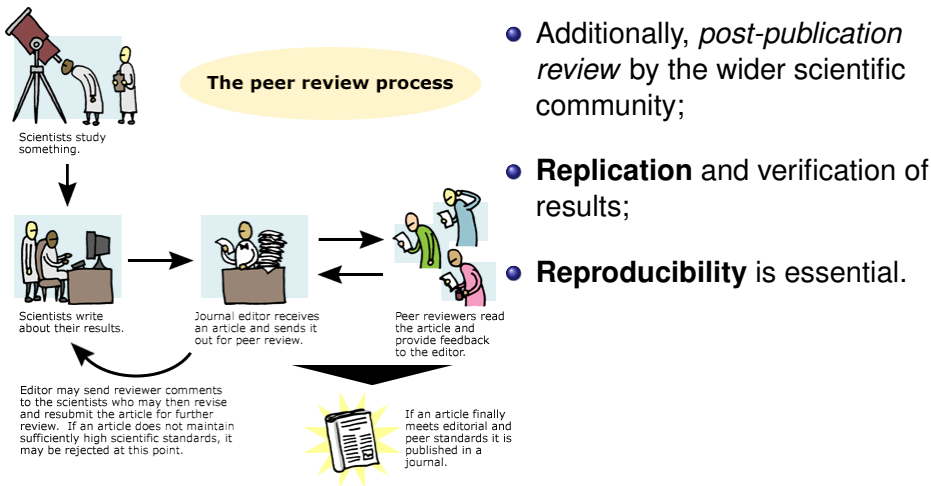 The peer review process
Scientists study
something.
Scientists write
about their results.
Journal editor receives
an article and sends it
out for peer review.
Peer reviewers read
the article and
provide feedback
to the editor.
Editor may send reviewer comments
to the scientists who may then revise
and resubmit the article for further
review. If an article does not maintain
sufficiently high scientific standards, it
may be rejected at this point.
If an article finally
meets editorial and
peer standards it is
published in a
journal.
Additionally, post-publication
review by the wider scientific
community;
Replication and verification of
results;
Reproducibility is essential.